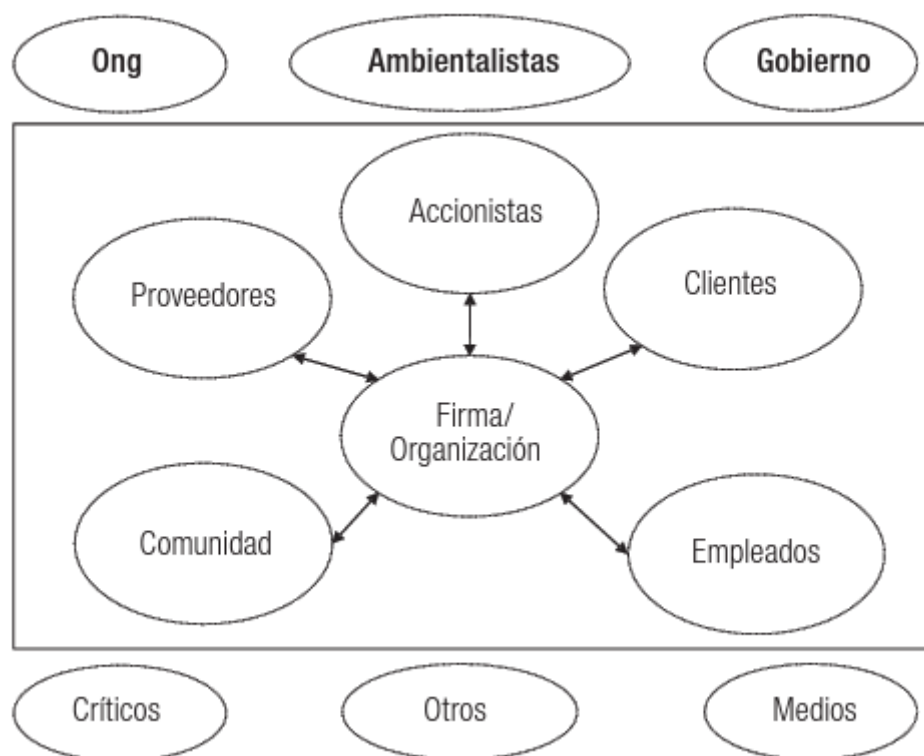 Ong
Ambientalistas
Gobierno
Accionistas
Proveedores
Clientes
Firma/
Organización
Comunidad
Empleados
Críticos
Otros
Medios